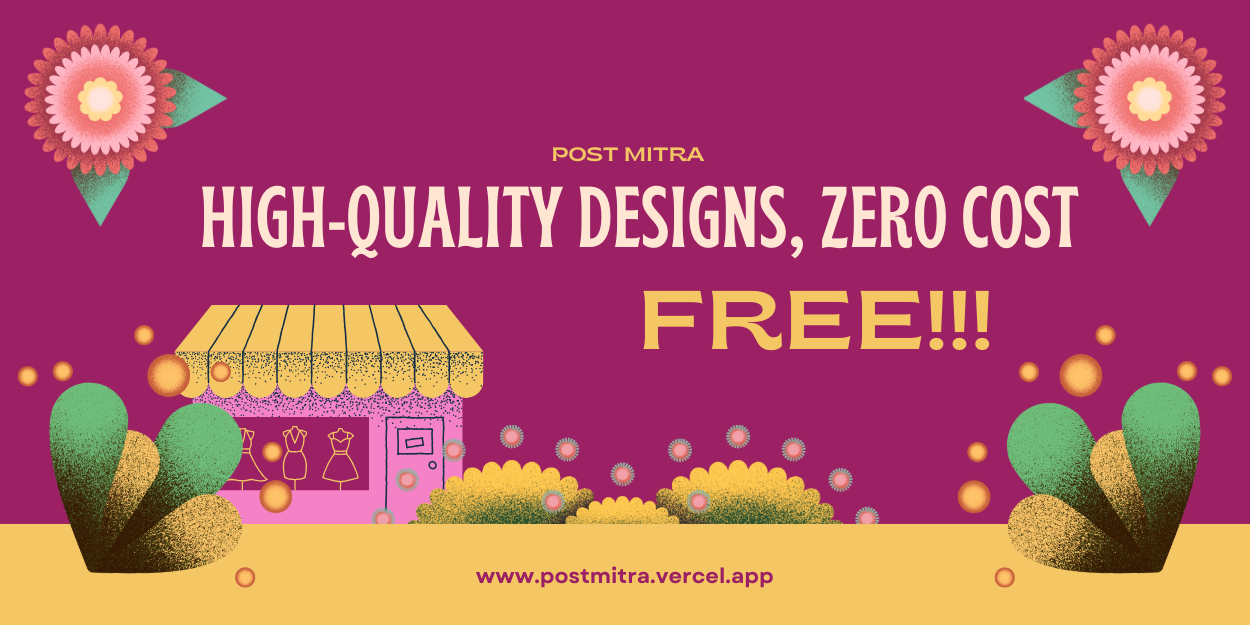 POST MITRA
HIGH-QUALITY DESIGNS, ZERO COST
FREE!!!
www.postmitra.vercel.app